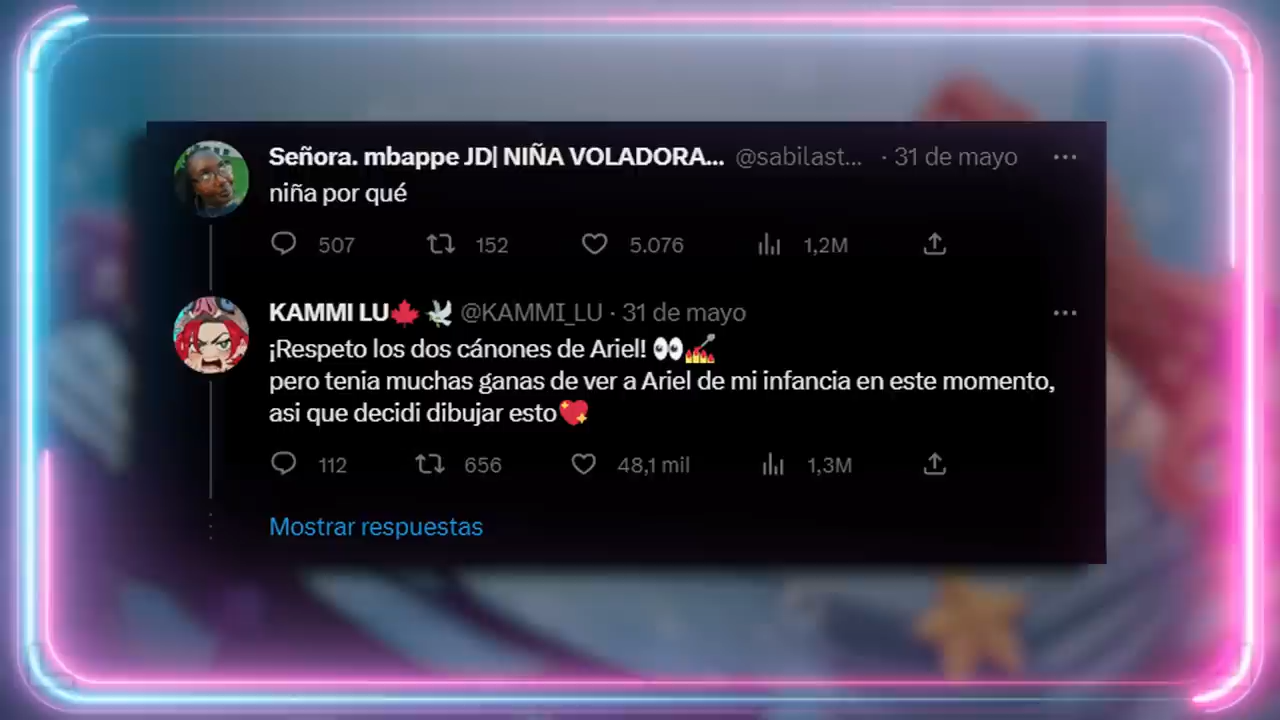 Señora. mbappe JD| NIÑA VOLADORA... @sabilast... · 31 de mayo
niña por qué
507 152 5.076 1,2M
KAMMI LU🍁 🕊️ @KAMMI_LU · 31 de mayo
¡Respeto los dos cánones de Ariel! 👀💅
pero tenia muchas ganas de ver a Ariel de mi infancia en este momento,
asi que decidi dibujar esto💖
112 656 48,1 mil 1,3M
Mostrar respuestas